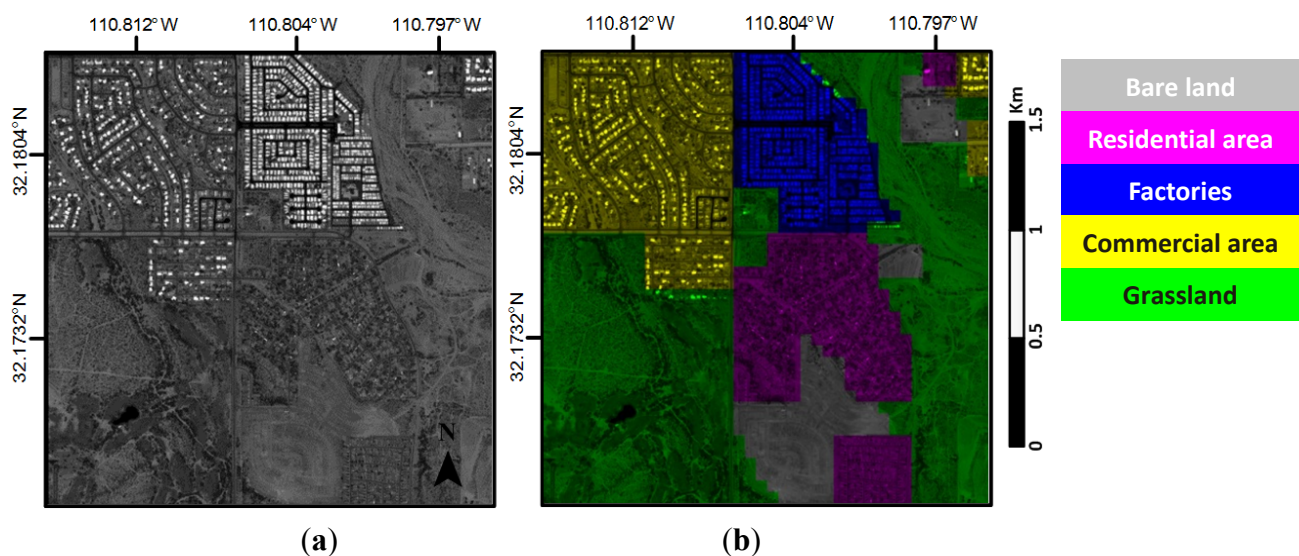 110.812°W 110.804°W 110.797°W
110.812°W 110.804°W 110.797°W
32.1804°N
32.1732°N
N
32.1804°N
32.1732°N
Km
1.5
1
0.5
0
Bare land
Residential area
Factories
Commercial area
Grassland
(a)
(b)